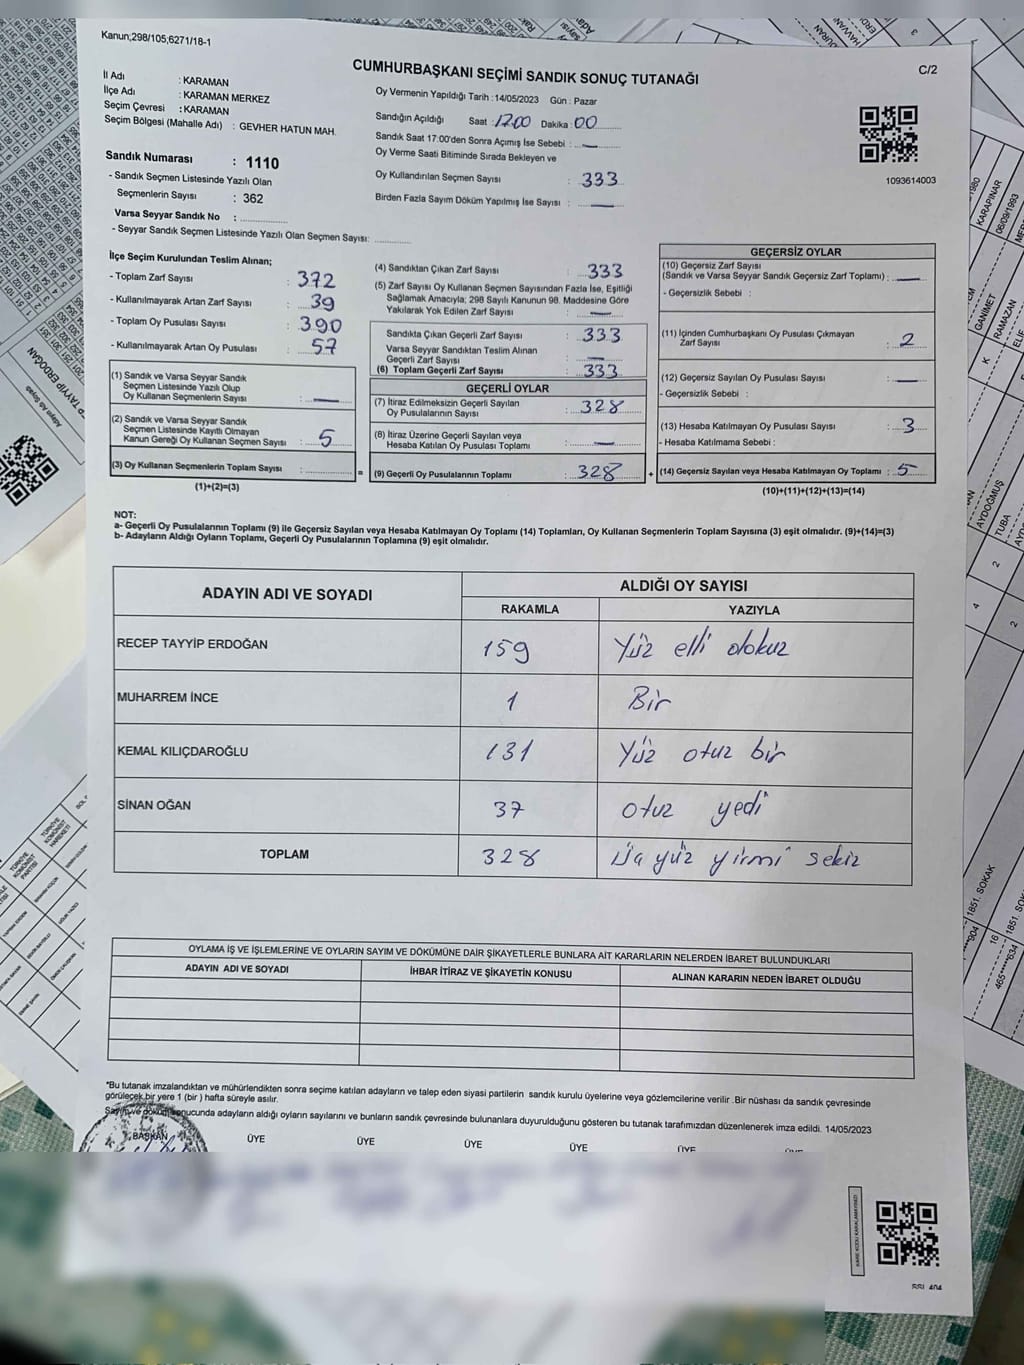 Kanun;298/105;6271/18-1
C/2
CUMHURBAŞKANI SEÇİMİ SANDIK SONUÇ TUTANAĞI
İl Adı : KARAMAN
İlçe Adı : KARAMAN MERKEZ
Seçim Çevresi : KARAMAN
Seçim Bölgesi (Mahalle Adı) : GEVHER HATUN MAH.
Sandık Numarası : 1110
- Sandık Seçmen Listesinde Yazılı Olan
Seçmenlerin Sayısı : 362
Varsa Seyyar Sandık No :
- Seyyar Sandık Seçmen Listesinde Yazılı Olan Seçmen Sayısı:
Oy Vermenin Yapıldığı Tarih : 14/05/2023 Gün : Pazar
Sandığın Açıldığı Saat : 1700 Dakika : 00
Sandık Saat 17:00'den Sonra Açımış İse Sebebi : —
Oy Verme Saati Bitiminde Sırada Bekleyen ve
Oy Kullandırılan Seçmen Sayısı : 333
Birden Fazla Sayım Döküm Yapılmış İse Sayısı : —
1093614003
İlçe Seçim Kurulundan Teslim Alınan;
- Toplam Zarf Sayısı : 372
- Kullanılmayarak Artan Zarf Sayısı : 39
- Toplam Oy Pusulası Sayısı : 390
- Kullanılmayarak Artan Oy Pusulası : 57
(1) Sandık ve Varsa Seyyar Sandık
Seçmen Listesinde Yazılı Olup
Oy Kullanan Seçmenlerin Sayısı : —
(2) Sandık ve Varsa Seyyar Sandık
Seçmen Listesinde Kayıtlı Olmayan
Kanun Gereği Oy Kullanan Seçmen Sayısı : 5
(3) Oy Kullanan Seçmenlerin Toplam Sayısı : =
(1)+(2)=(3)
(4) Sandıktan Çıkan Zarf Sayısı : 333
(5) Zarf Sayısı Oy Kullanan Seçmen Sayısından Fazla İse, Eşitliği
Sağlamak Amacıyla; 298 Sayılı Kanunun 98. Maddesine Göre
Yakılarak Yok Edilen Zarf Sayısı : —
Sandıkta Çıkan Geçerli Zarf Sayısı : 333
Varsa Seyyar Sandıktan Teslim Alınan
Geçerli Zarf Sayısı : —
(6) Toplam Geçerli Zarf Sayısı : 333
GEÇERLİ OYLAR
(7) İtiraz Edilmeksizin Geçerli Sayılan
Oy Pusulalarının Sayısı : 328
(8) İtiraz Üzerine Geçerli Sayılan veya
Hesaba Katılan Oy Pusulası Toplamı : —
(9) Geçerli Oy Pusulalarının Toplamı : 328 +
GEÇERSİZ OYLAR
(10) Geçersiz Zarf Sayısı
(Sandık ve Varsa Seyyar Sandık Geçersiz Zarf Toplamı) : —
- Geçersizlik Sebebi :
(11) İçinden Cumhurbaşkanı Oy Pusulası Çıkmayan
Zarf Sayısı : 2
(12) Geçersiz Sayılan Oy Pusulası Sayısı : —
- Geçersizlik Sebebi :
(13) Hesaba Katılmayan Oy Pusulası Sayısı : 3
- Hesaba Katılmama Sebebi :
(14) Geçersiz Sayılan veya Hesaba Katılmayan Oy Toplamı : 5
(10)+(11)+(12)+(13)=(14)
NOT:
a- Geçerli Oy Pusulalarının Toplamı (9) ile Geçersiz Sayılan veya Hesaba Katılmayan Oy Toplamı (14) Toplamları, Oy Kullanan Seçmenlerin Toplam Sayısına (3) eşit olmalıdır. (9)+(14)=(3)
b- Adayların Aldığı Oyların Toplamı, Geçerli Oy Pusulalarının Toplamına (9) eşit olmalıdır.
ADAYIN ADI VE SOYADI
ALDIĞI OY SAYISI
RAKAMLA YAZIYLA
RECEP TAYYİP ERDOĞAN 159 Yüz elli dokuz
MUHARREM İNCE 1 Bir
KEMAL KILIÇDAROĞLU 131 Yüz otuz bir
SİNAN OĞAN 37 otuz yedi
TOPLAM 328 Üç yüz yirmi sekiz
OYLAMA İŞ VE İŞLEMLERİNE VE OYLARIN SAYIM VE DÖKÜMÜNE DAİR ŞİKAYETLERLE BUNLARA AİT KARARLARIN NELERDEN İBARET BULUNDUKLARI
ADAYIN ADI VE SOYADI İHBAR İTİRAZ VE ŞİKAYETİN KONUSU ALINAN KARARIN NEDEN İBARET OLDUĞU
*Bu tutanak imzalandıktan ve mühürlendikten sonra seçime katılan adayların ve talep eden siyasi partilerin sandık kurulu üyelerine veya gözlemcilerine verilir .Bir nüshası da sandık çevresinde
görülecek bir yere 1 (bir ) hafta süreyle asılır.
Sayım ve döküm sonucunda adayların aldığı oyların sayılarını ve bunların sandık çevresinde bulunanlara duyurulduğunu gösteren bu tutanak tarafımızdan düzenlenerek imza edildi. 14/05/2023
BAŞKAN ÜYE ÜYE ÜYE ÜYE ÜYE
TAYYİP ERDOĞAN
KARAPINAR
06/09/1993
GANİMET
RAMAZAN
AYDOĞMUŞ
TUBA
1851. SOKAK